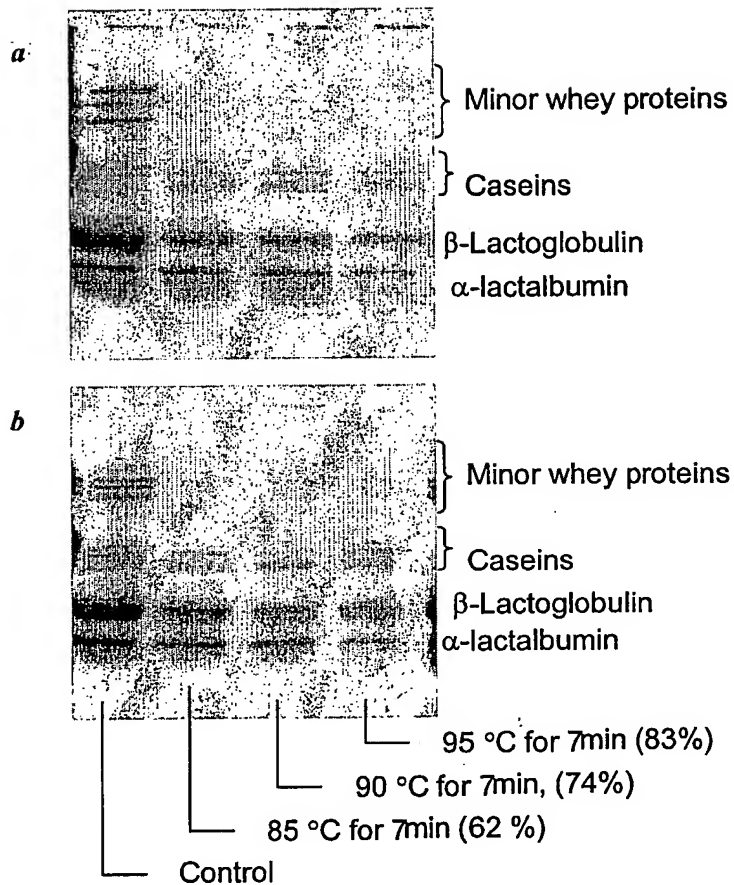 a
Minor whey proteins
Caseins
β-Lactoglobulin
α-lactalbumin
b
Minor whey proteins
Caseins
β-Lactoglobulin
α-lactalbumin
95 °C for 7min (83%)
90 °C for 7min, (74%)
85 °C for 7min (62 %)
Control